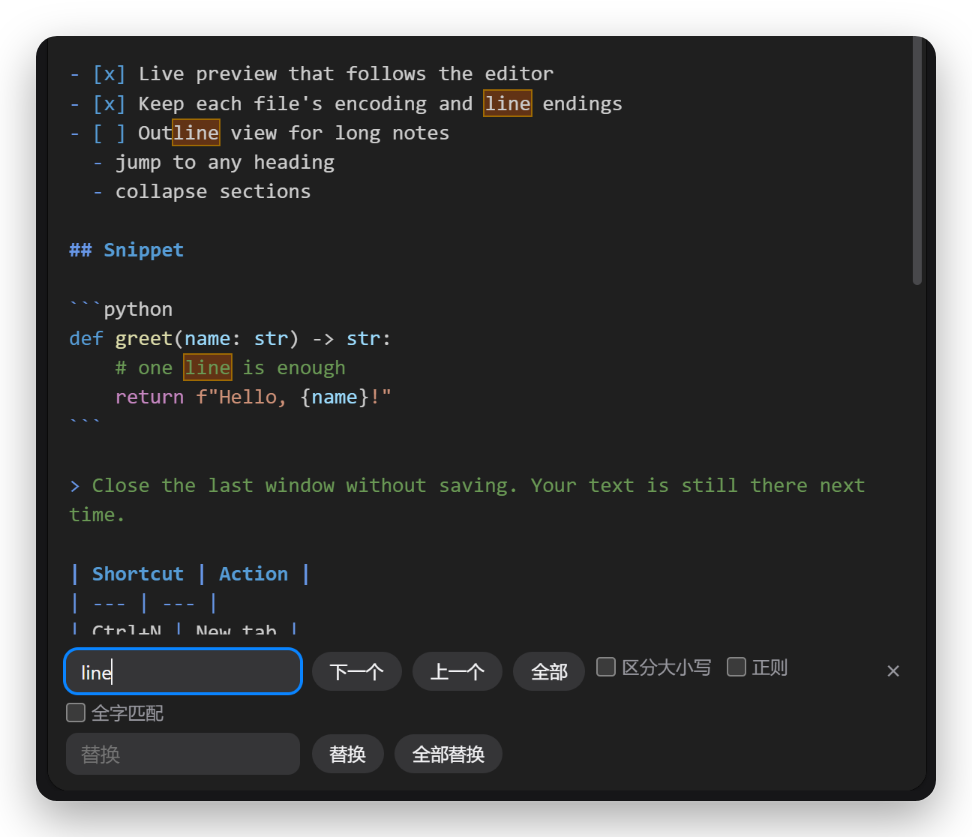 - [x] Live preview that follows the editor
- [x] Keep each file's encoding and line endings
- [ ] Outline view for long notes
  - jump to any heading
  - collapse sections
## Snippet
```python
def greet(name: str) -> str:
    # one line is enough
    return f"Hello, {name}!"
```
> Close the last window without saving. Your text is still there next
time.
| Shortcut | Action |
| --- | --- |
| Ctrl+N | New tab |
line 下一个 上一个 全部 区分大小写 正则 ×
全字匹配
替换 替换 全部替换